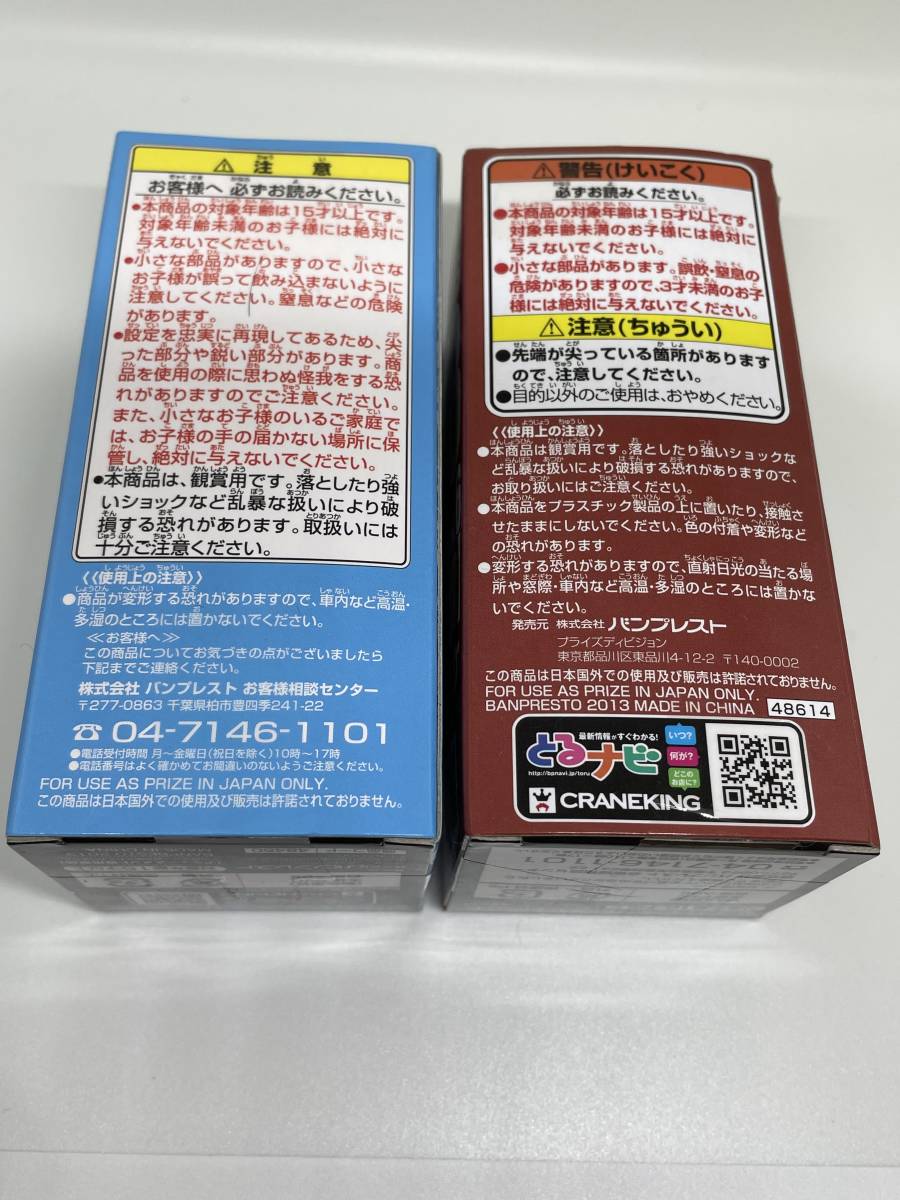 ⚠ 注意
お客様へ 必ずお読みください。
●本商品の対象年齢は15才以上です。
対象年齢未満のお子様には絶対に
与えないでください。
●小さな部品がありますので、小さな
お子様が誤って飲み込まないように
注意してください。窒息などの危険
があります。
●設定を忠実に再現してあるため、尖
った部分や鋭い部分があります。商
品を使用の際に思わぬ怪我をする恐
れがありますのでご注意ください。
また、小さなお子様のいるご家庭で
は、お子様の手の届かない場所に保
管し、絶対に与えないでください。
●本商品は、観賞用です。落としたり強
いショックなど乱暴な扱いにより破
損する恐れがあります。取扱いには
十分ご注意ください。
《使用上の注意》
●商品が変形する恐れがありますので、車内など高温・
多湿のところには置かないでください。
≪お客様へ≫
この商品についてお気づきの点がございましたら
下記までご連絡ください。
株式会社 バンプレスト お客様相談センター
〒277-0863 千葉県柏市豊四季241-22
☎ 04-7146-1101
●電話受付時間 月〜金曜日(祝日を除く)10時〜17時
●電話番号はよく確かめてお間違いのないようご注意ください。
FOR USE AS PRIZE IN JAPAN ONLY.
この商品は日本国外での使用及び販売は許諾されておりません。
⚠ 警告(けいこく)
必ずお読みください。
●本商品の対象年齢は15才以上です。
対象年齢未満のお子様には絶対に
与えないでください。
●小さな部品があります。誤飲・窒息の
危険がありますので、3才未満のお子
様には絶対に与えないでください。
⚠ 注意(ちゅうい)
●先端が尖っている箇所があります
ので、注意してください。
●目的以外のご使用は、おやめください。
《使用上の注意》
●本商品は観賞用です。落としたり強いショックな
ど乱暴な扱いにより破損する恐れがありますので、
お取り扱いにはご注意ください。
●本商品をプラスチック製品の上に置いたり、接触さ
せたままにしないでください。色の付着や変形など
の恐れがあります。
●変形する恐れがありますので、直射日光の当たる場
所や窓際・車内など高温・多湿のところには置かな
いでください。
発売元 株式会社 バンプレスト
プライズディビジョン
東京都品川区東品川4-12-2 〒140-0002
この商品は日本国外での使用及び販売は許諾されておりません。
FOR USE AS PRIZE IN JAPAN ONLY.
BANPRESTO 2013 MADE IN CHINA 48614
最新情報がすぐわかる!
とるナビ
http://bpnavi.jp/toru
いつ?
何が?
どこの
お店に?
CRANEKING